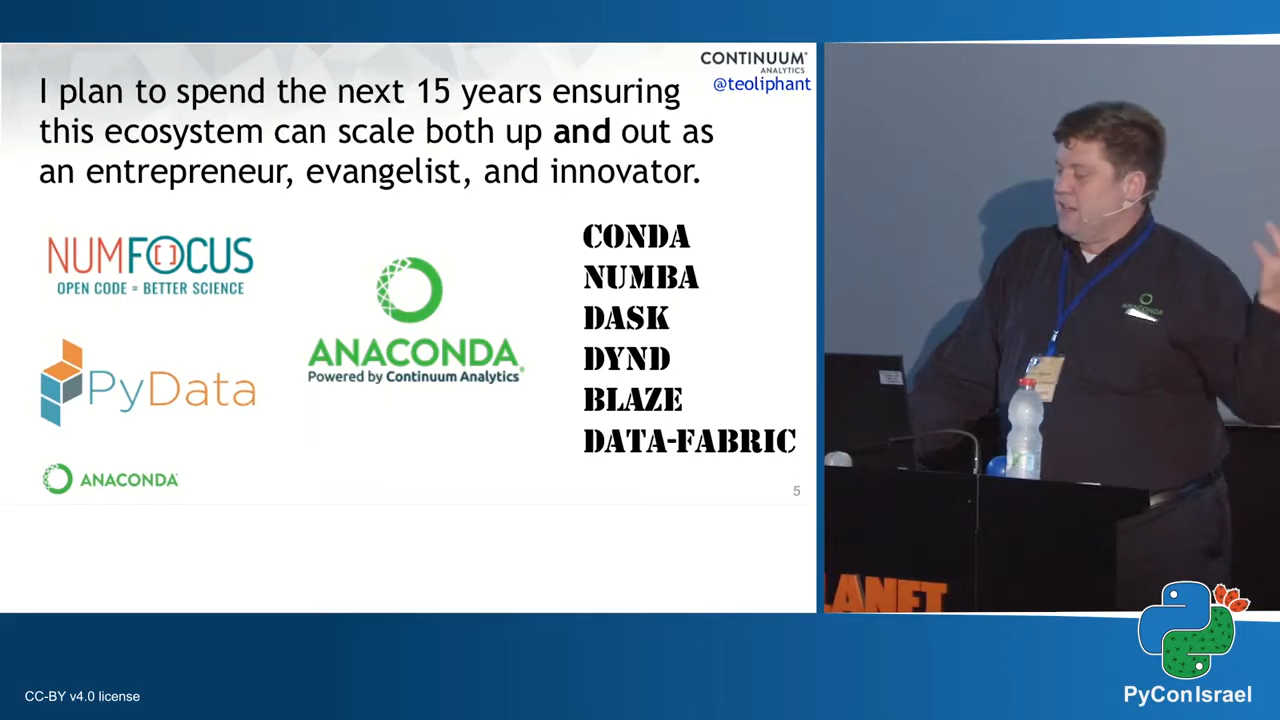 CONTINUUM
ANALYTICS
@teoliphant
I plan to spend the next 15 years ensuring
this ecosystem can scale both up and out as
an entrepreneur, evangelist, and innovator.
NUMFOCUS
OPEN CODE = BETTER SCIENCE
PyData
ANACONDA
ANACONDA
Powered by Continuum Analytics
CONDA
NUMBA
DASK
DYND
BLAZE
DATA-FABRIC
5
ANACONDA
LANET
CC-BY v4.0 license
PyConIsrael